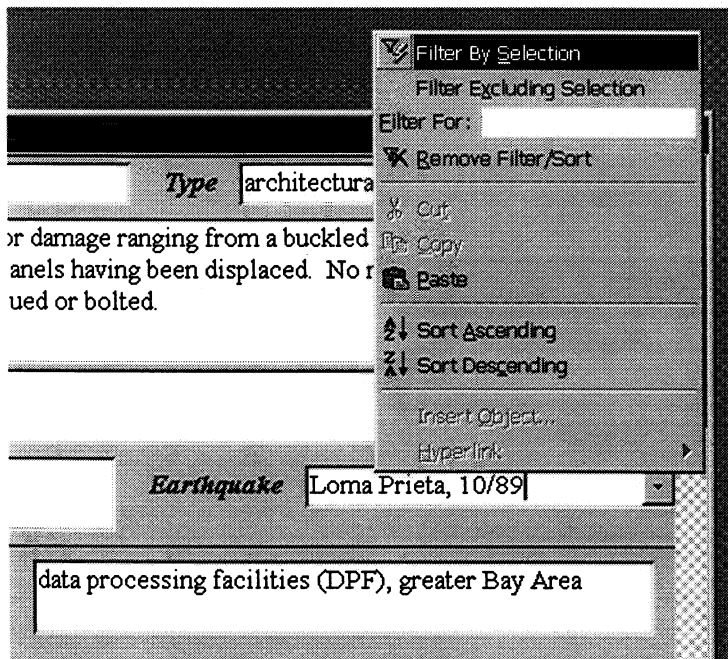 Filter By Selection
Filter Excluding Selection
Filter For:
Remove Filter/Sort
Type architectura
Cut
or damage ranging from a buckled
Copy
anels having been displaced. No r
Paste
ued or bolted.
Sort Ascending
Sort Descending
Insert Object...
Hyperlink
Earthquake Loma Prieta, 10/89
data processing facilities (DPF), greater Bay Area